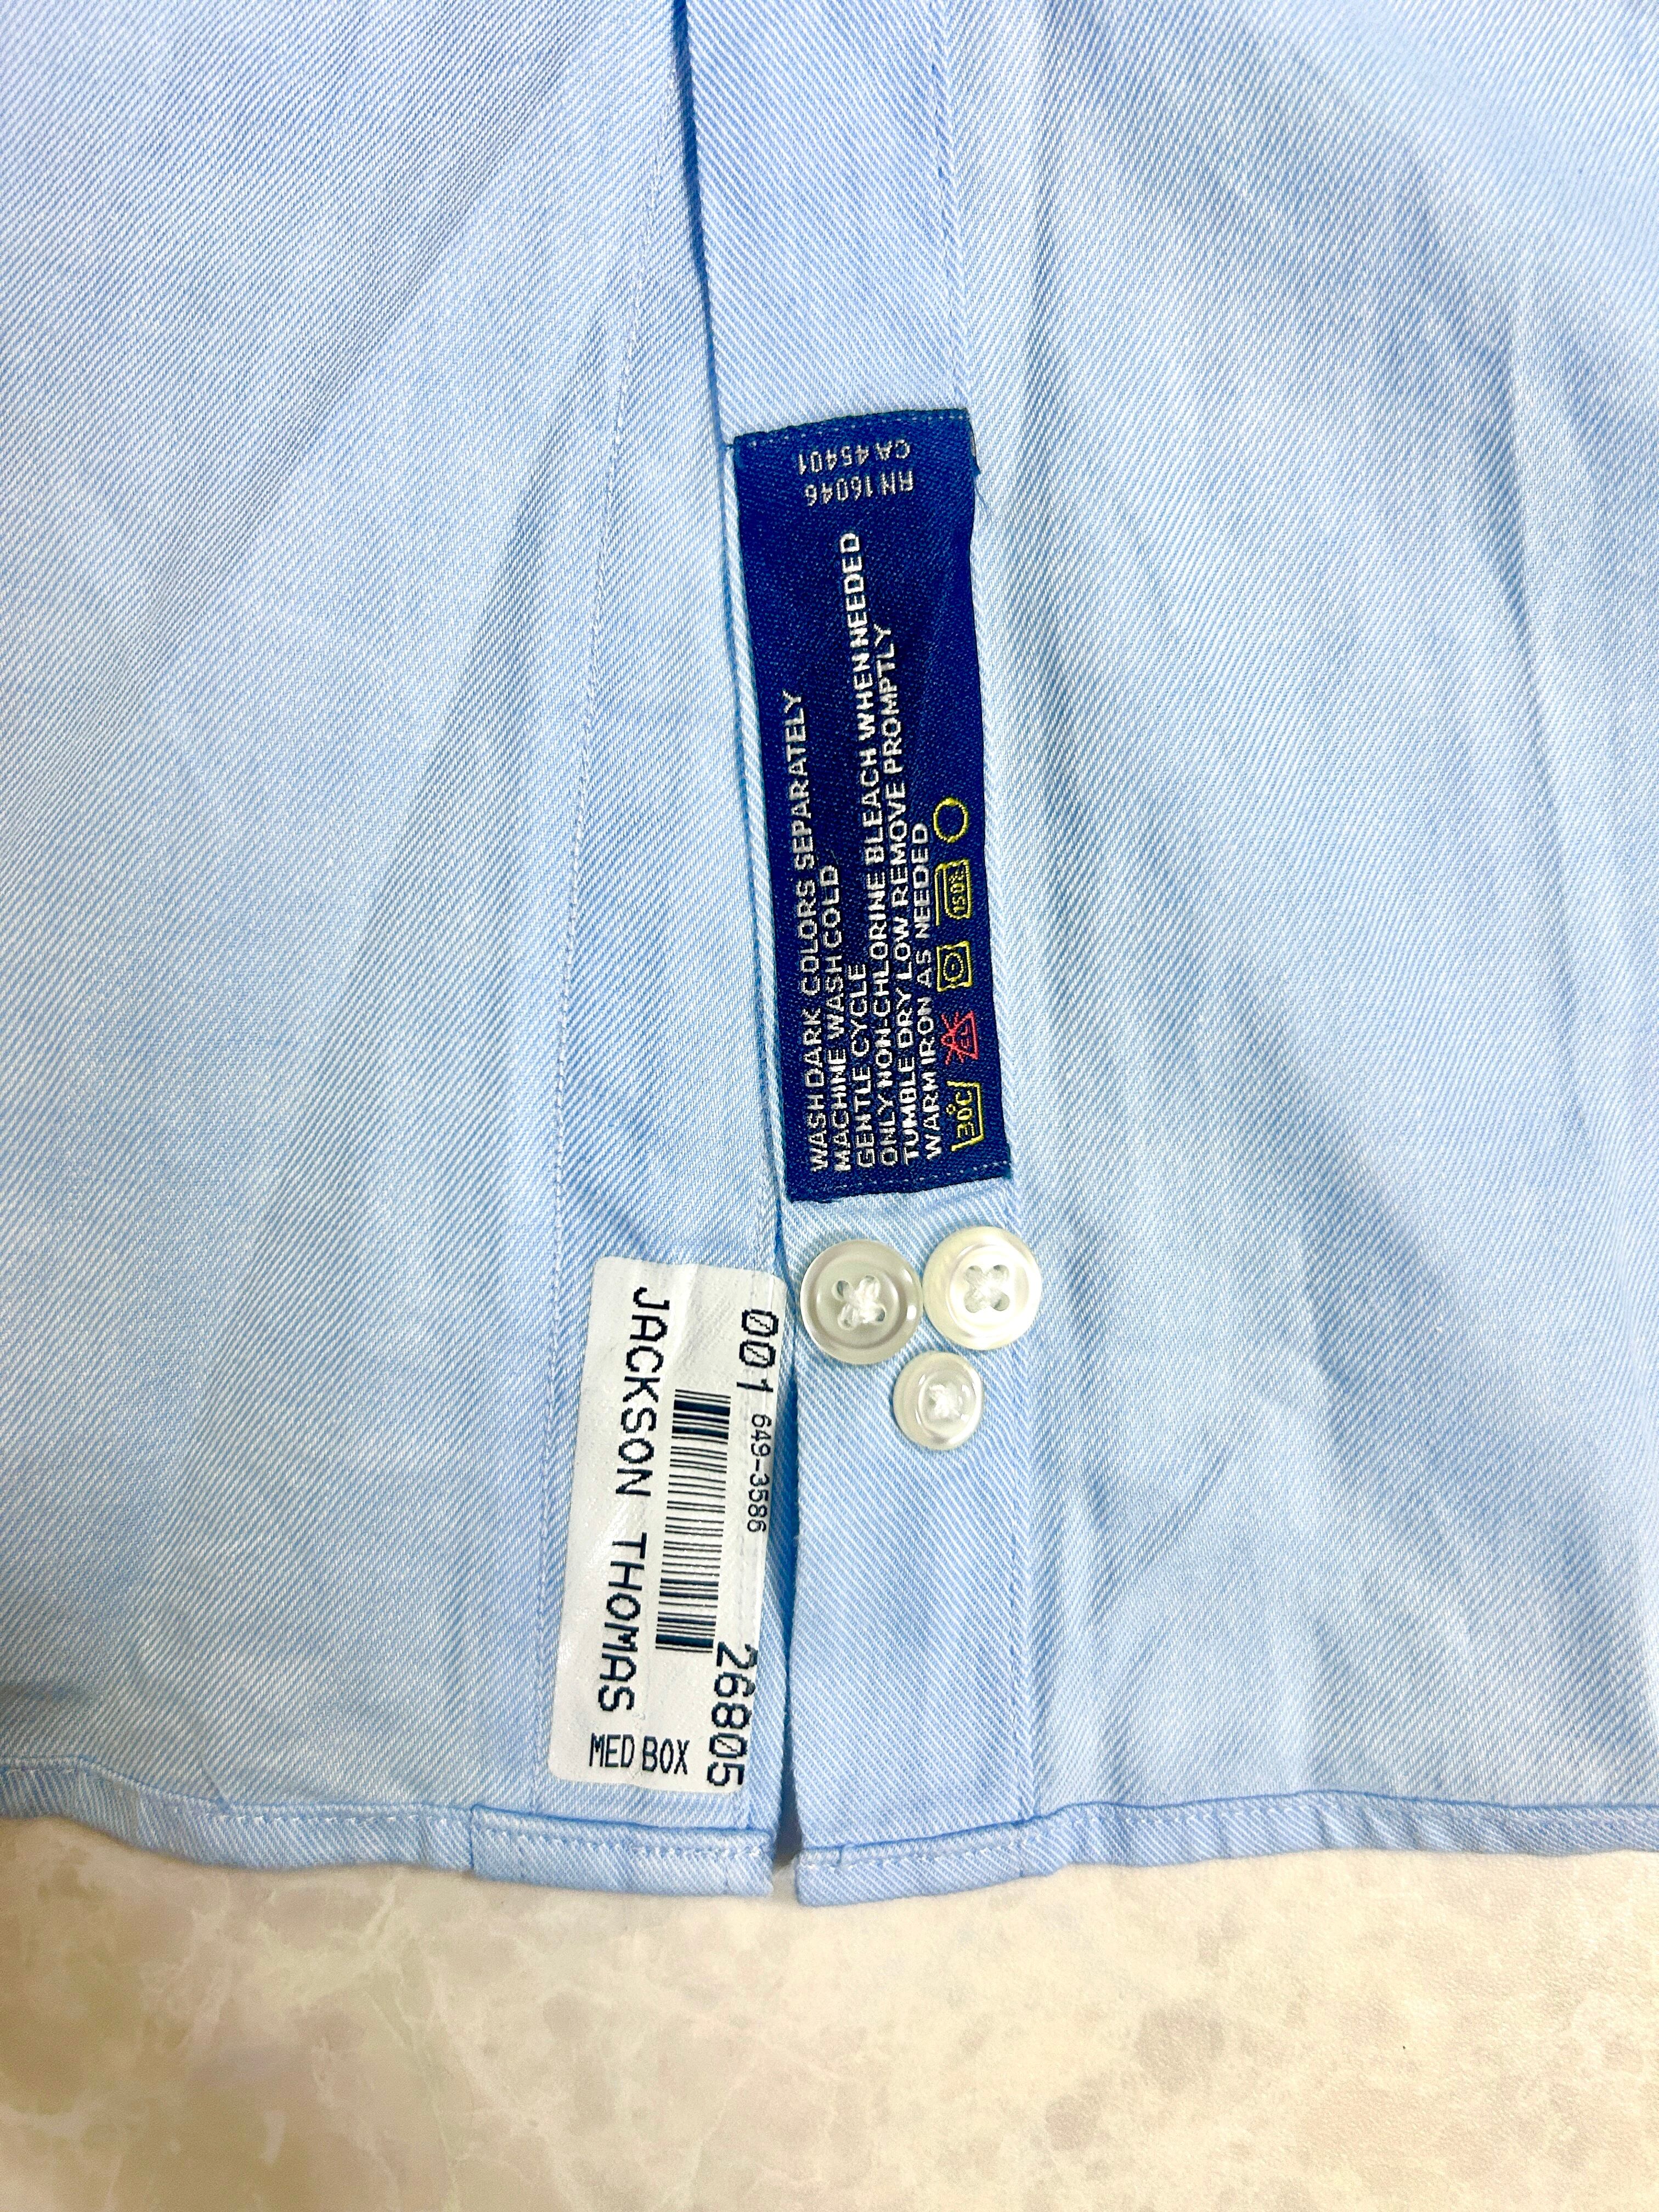 RN 16046
CA 45401
WASH DARK COLORS SEPARATELY
MACHINE WASH COLD
GENTLE CYCLE
ONLY NON-CHLORINE BLEACH WHEN NEEDED
TUMBLE DRY LOW REMOVE PROMPTLY
WARM IRON AS NEEDED
30°C CL 150°
001 649-3586 26805
JACKSON THOMAS MED BOX